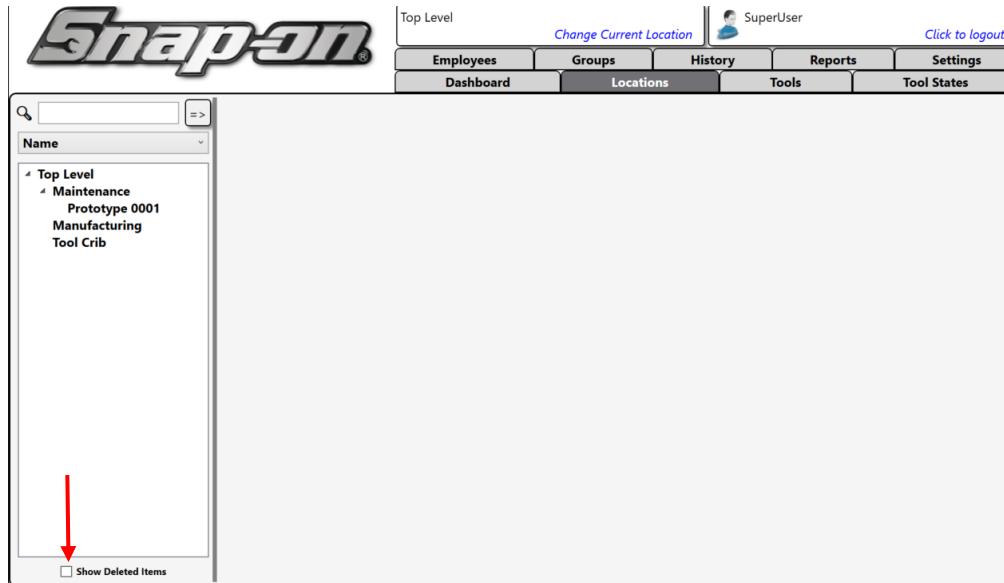 Snap-on®
Top Level
Change Current Location
SuperUser
Click to logout
Employees Groups History Reports Settings
Dashboard Locations Tools Tool States
=>
Name
Top Level
Maintenance
Prototype 0001
Manufacturing
Tool Crib
Show Deleted Items